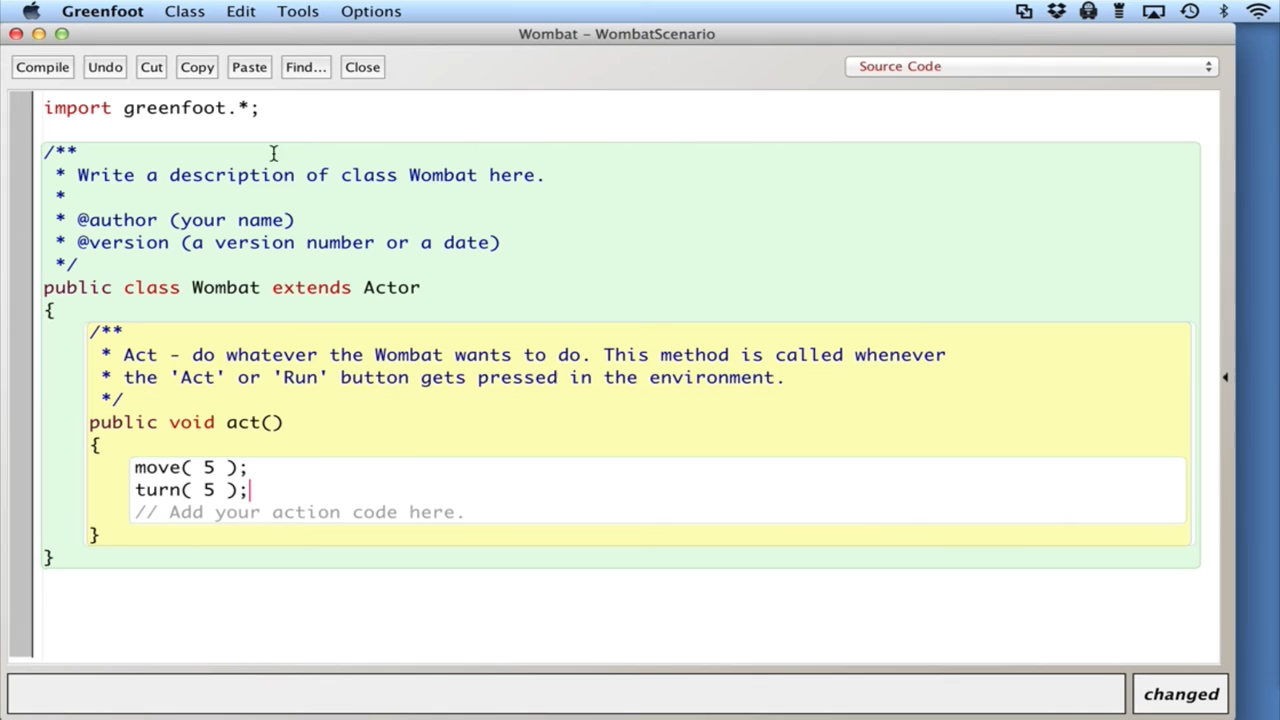 Greenfoot Class Edit Tools Options
Wombat – WombatScenario
Compile Undo Cut Copy Paste Find... Close Source Code
import greenfoot.*;
/**
* Write a description of class Wombat here.
*
* @author (your name)
* @version (a version number or a date)
*/
public class Wombat extends Actor
{
/**
* Act - do whatever the Wombat wants to do. This method is called whenever
* the 'Act' or 'Run' button gets pressed in the environment.
*/
public void act()
{
move( 5 );
turn( 5 );
// Add your action code here.
}
}
changed